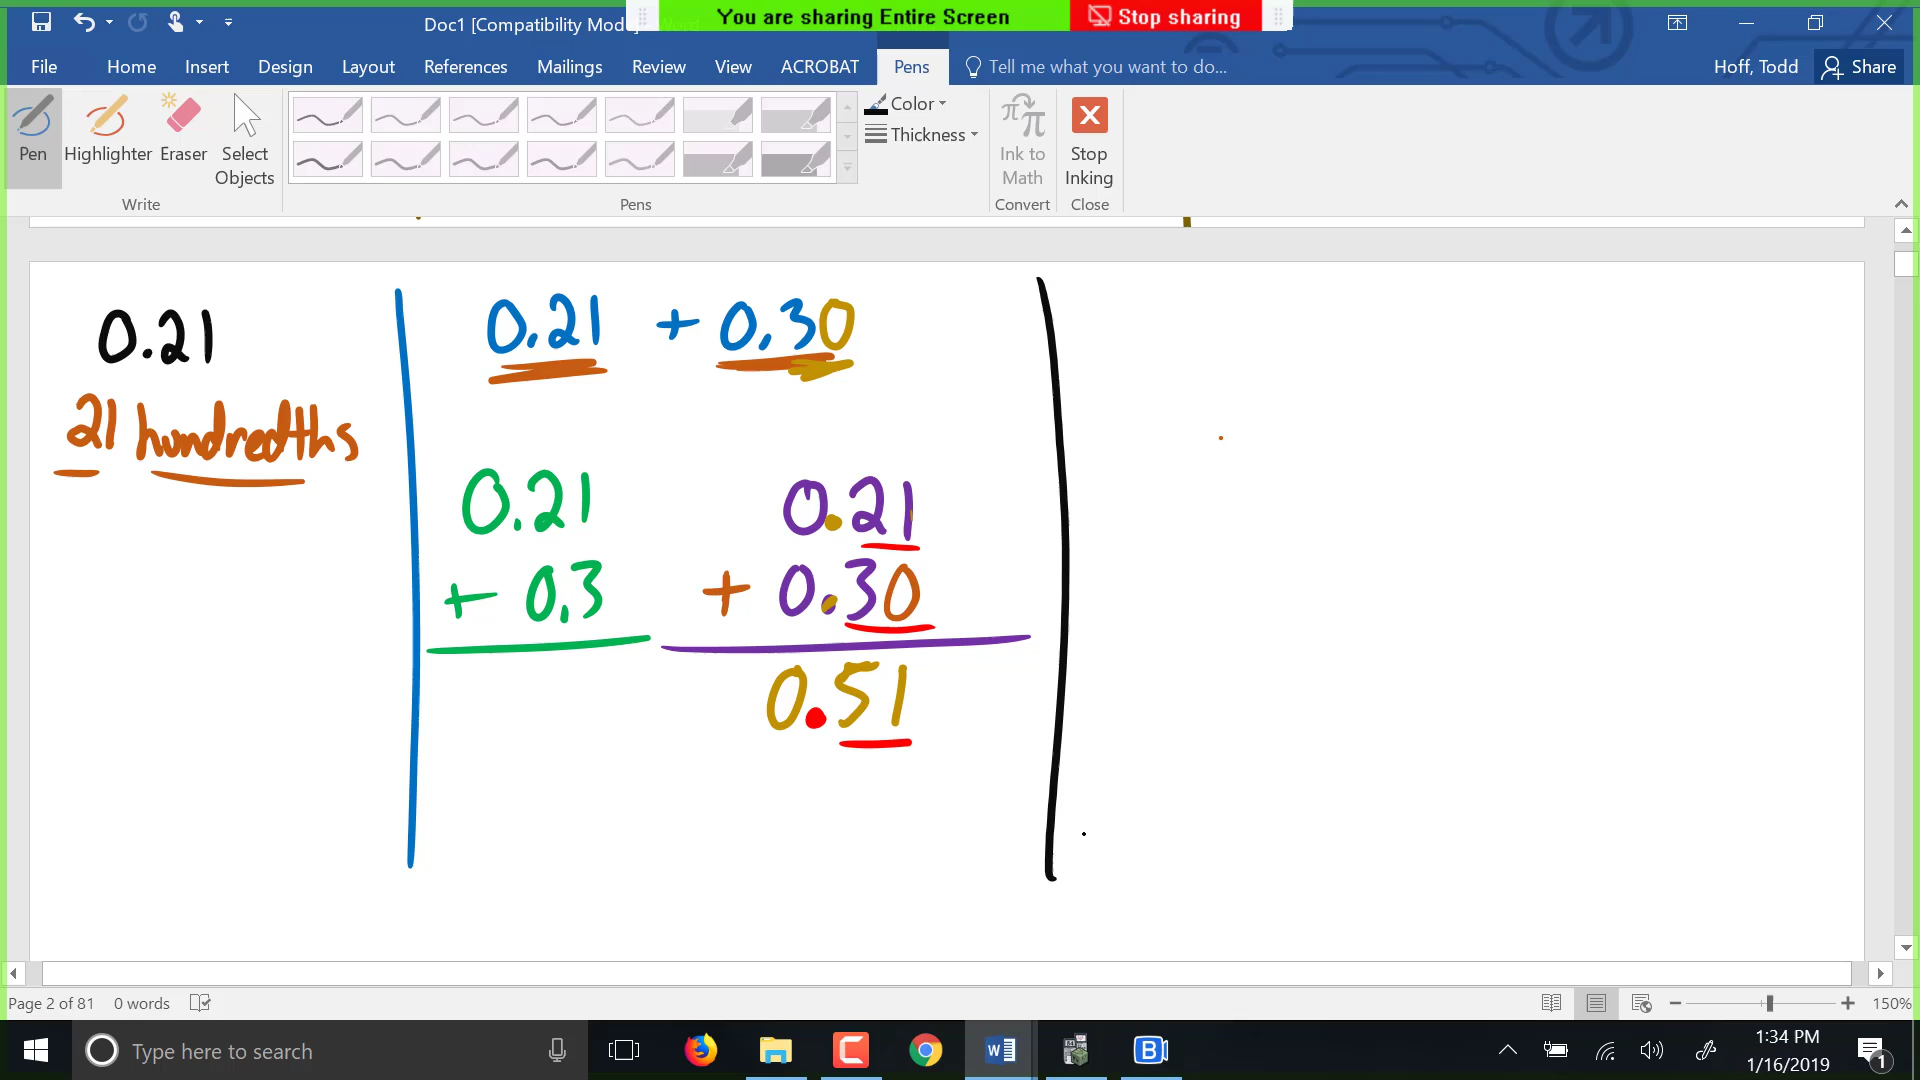 You are sharing Entire Screen
Stop sharing
Doc1 [Compatibility Mod
File Home Insert Design Layout References Mailings Review View ACROBAT Pens Tell me what you want to do... Hoff, Todd Share
Pen Highlighter Eraser Select Objects
Write
Pens
Color
Thickness
Ink to Math
Convert
Stop Inking
Close
0.21
21 hundredths
0.21 + 0.30
0.21
+ 0.3
0.21
+ 0.30
0.51
Page 2 of 81 0 words 150%
Type here to search
1:34 PM
1/16/2019
1